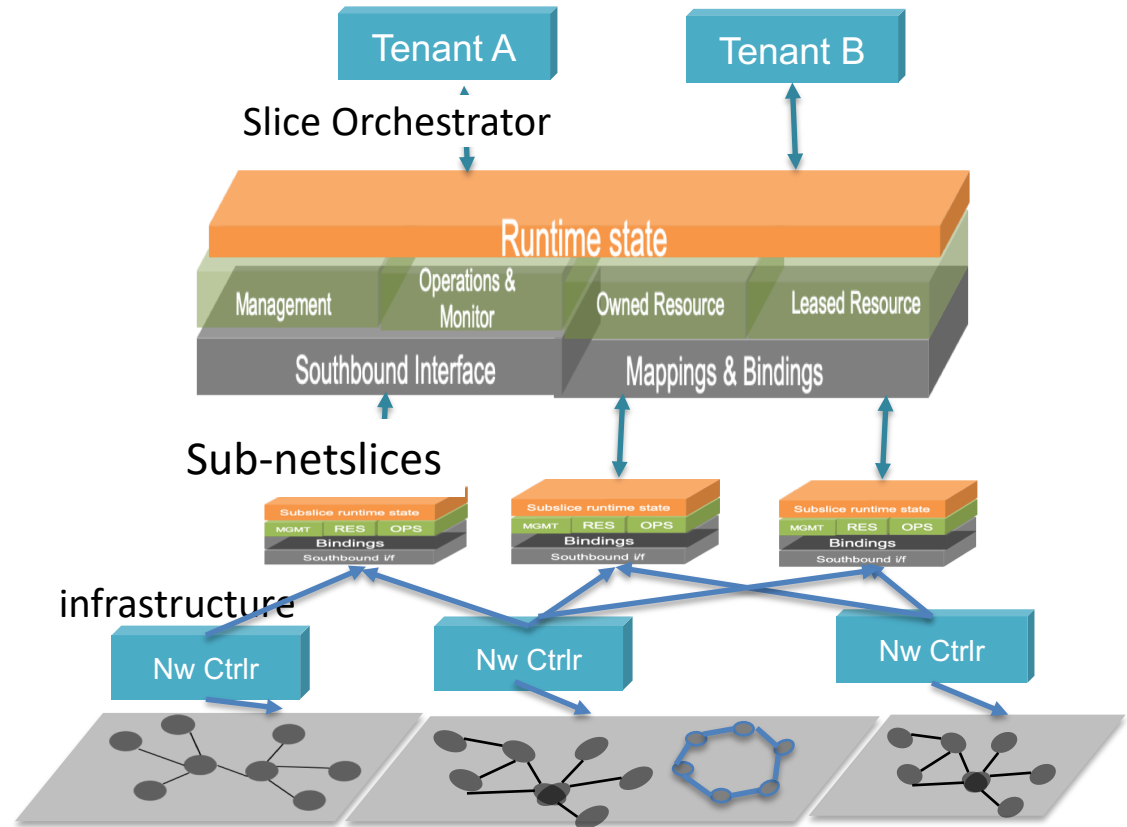 Tenant A
Tenant B
Slice Orchestrator
Runtime state
Management
Operations &
Monitor
Owned Resource
Leased Resource
Southbound Interface
Mappings & Bindings
Sub-netslices
Subslice runtime state
MGMT RES OPS
Bindings
Southbound i/f
Subslice runtime state
MGMT RES OPS
Bindings
Southbound i/f
Subslice runtime state
MGMT RES OPS
Bindings
Southbound i/f
infrastructure
Nw Ctrlr
Nw Ctrlr
Nw Ctrlr